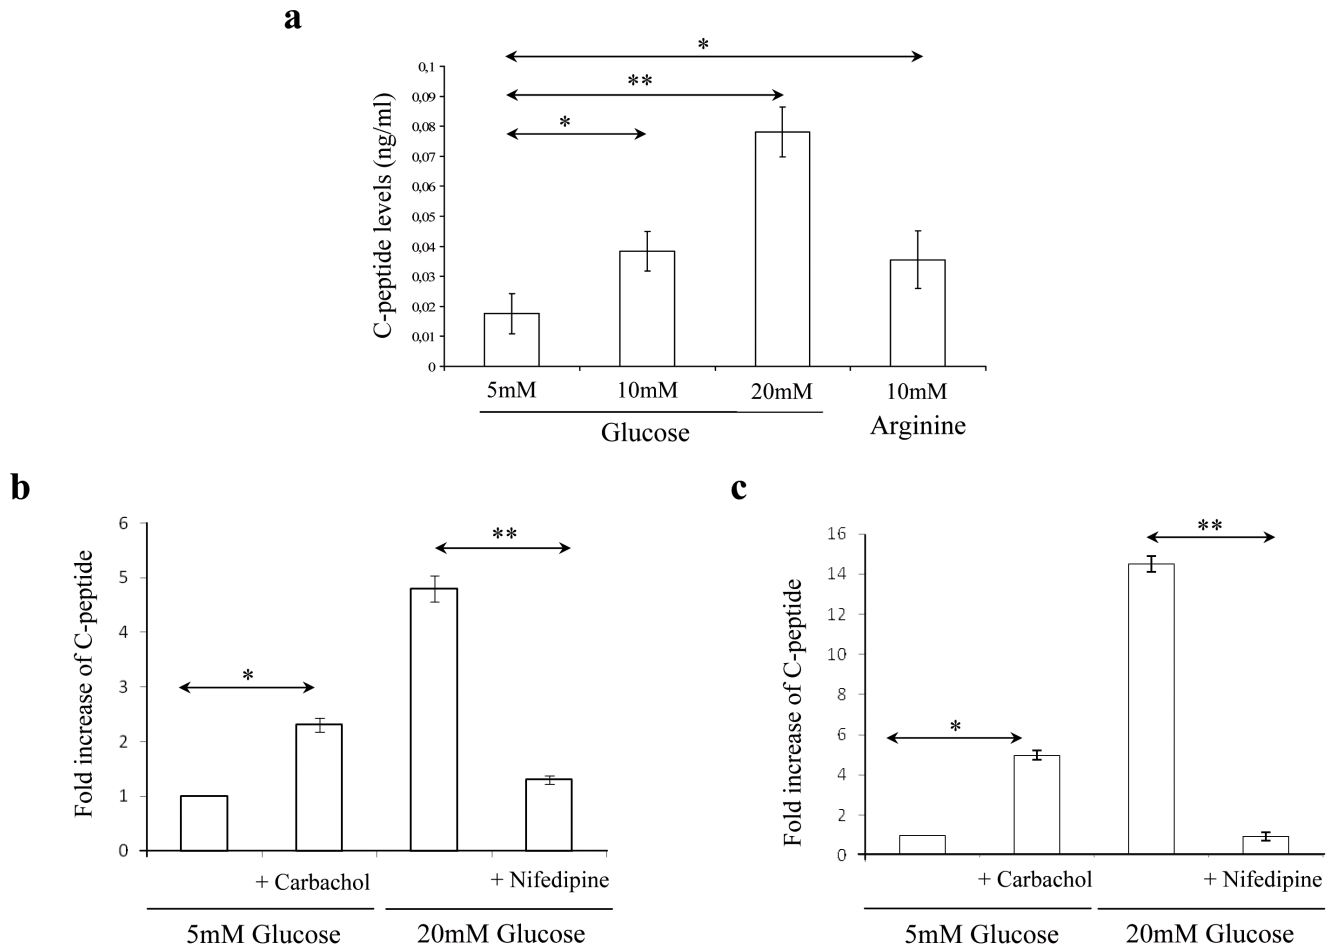 a
*
**
*
C-peptide levels (ng/ml)
0,1
0,09
0,08
0,07
0,06
0,05
0,04
0,03
0,02
0,01
0
5mM 10mM 20mM 10mM
Glucose Arginine
b
Fold increase of C-peptide
6
5
4
3
2
1
0
*
**
+ Carbachol + Nifedipine
5mM Glucose 20mM Glucose
c
Fold increase of C-peptide
16
14
12
10
8
6
4
2
0
*
**
+ Carbachol + Nifedipine
5mM Glucose 20mM Glucose